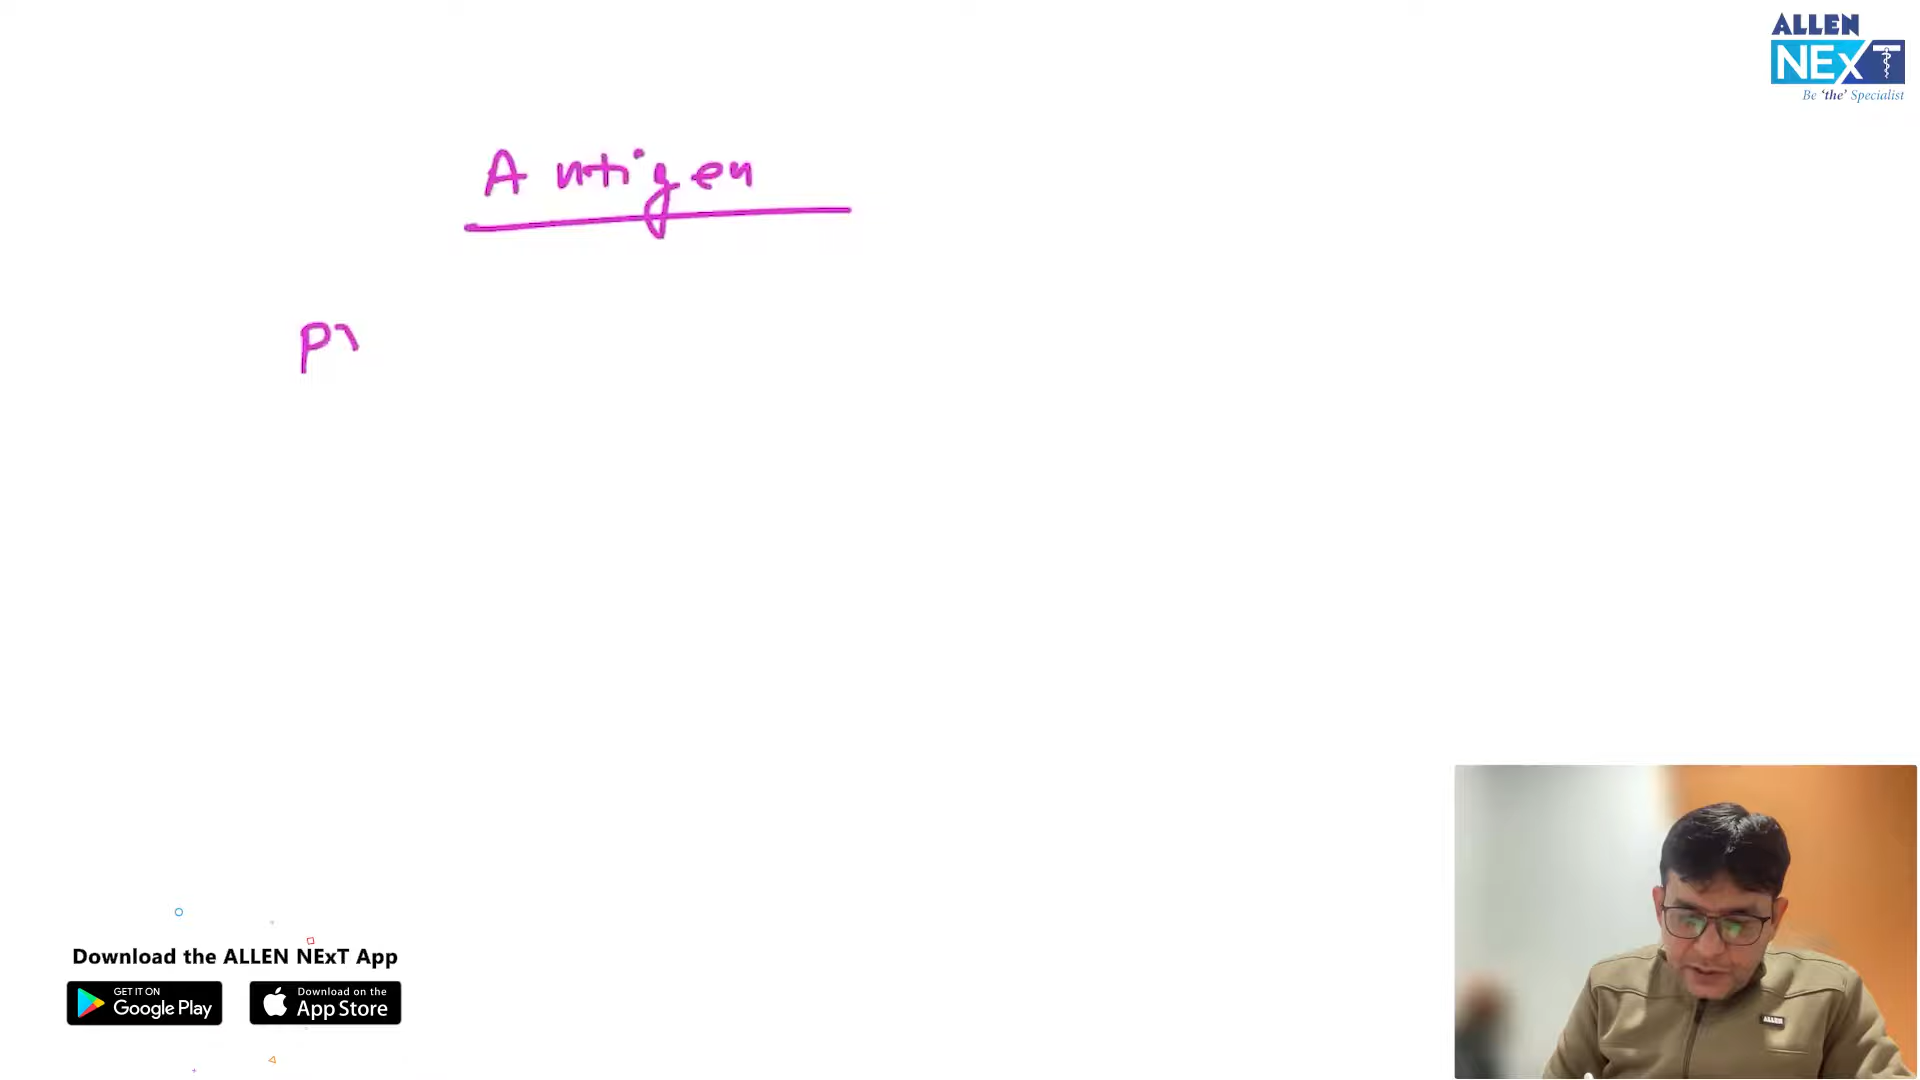 ALLEN
NExT
Be 'the' Specialist
Antigen
Download the ALLEN NExT App
GET IT ON
Google Play
Download on the
App Store
ALLEN